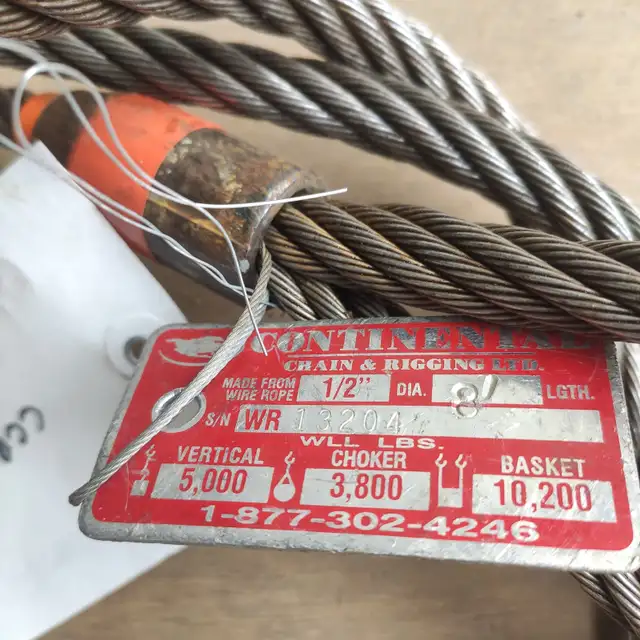 CONTINENTAL
CHAIN & RIGGING LTD.
MADE FROM WIRE ROPE 1/2" DIA. 8' LGTH.
S/N WR 13204
WLL LBS.
VERTICAL CHOKER BASKET
5,000 3,800 10,200
1-877-302-4246